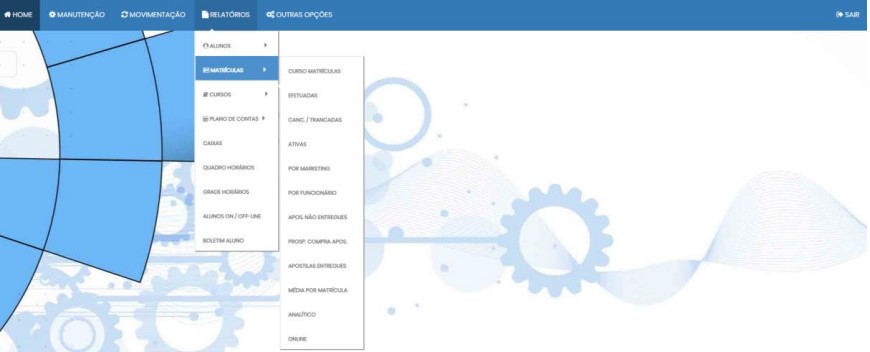 HOME
MANUTENÇÃO
MOVIMENTAÇÃO
RELATÓRIOS
OUTRAS OPÇÕES
SAIR
ALUNOS
MATRÍCULAS
CURSOS
PLANO DE CONTAS
CAIXAS
QUADRO HORÁRIOS
GRADE HORÁRIOS
ALUNOS ON / OFF-LINE
BOLETIM ALUNO
CURSO MATRÍCULAS
EFETUADAS
CANC. / TRANCADAS
ATIVAS
POR MARKETING
POR FUNCIONÁRIO
APOS. NÃO ENTREGUES
PROSP. COMPRA APOS.
APOSTILAS ENTREGUES
MÉDIA POR MATRÍCULA
ANALÍTICO
ONLINE